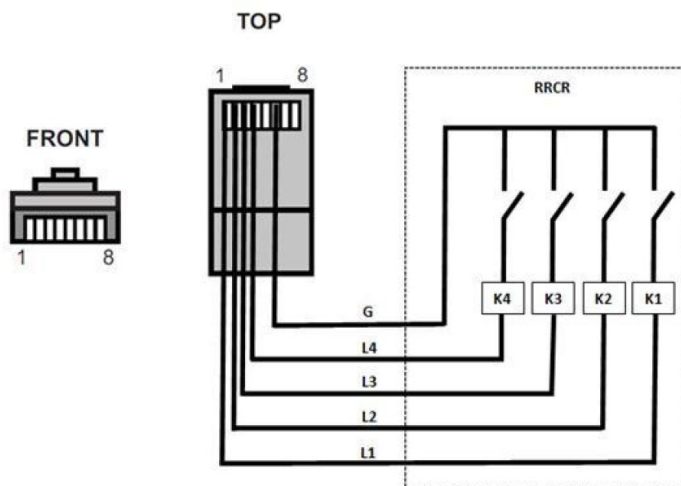 TOP
1 8
RRCR
FRONT
1 8
K4 K3 K2 K1
G
L4
L3
L2
L1